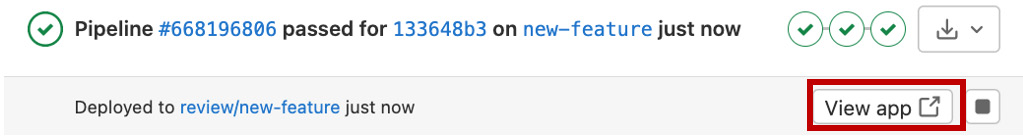 Pipeline #668196806 passed for 133648b3 on new-feature just now
Deployed to review/new-feature just now
View app